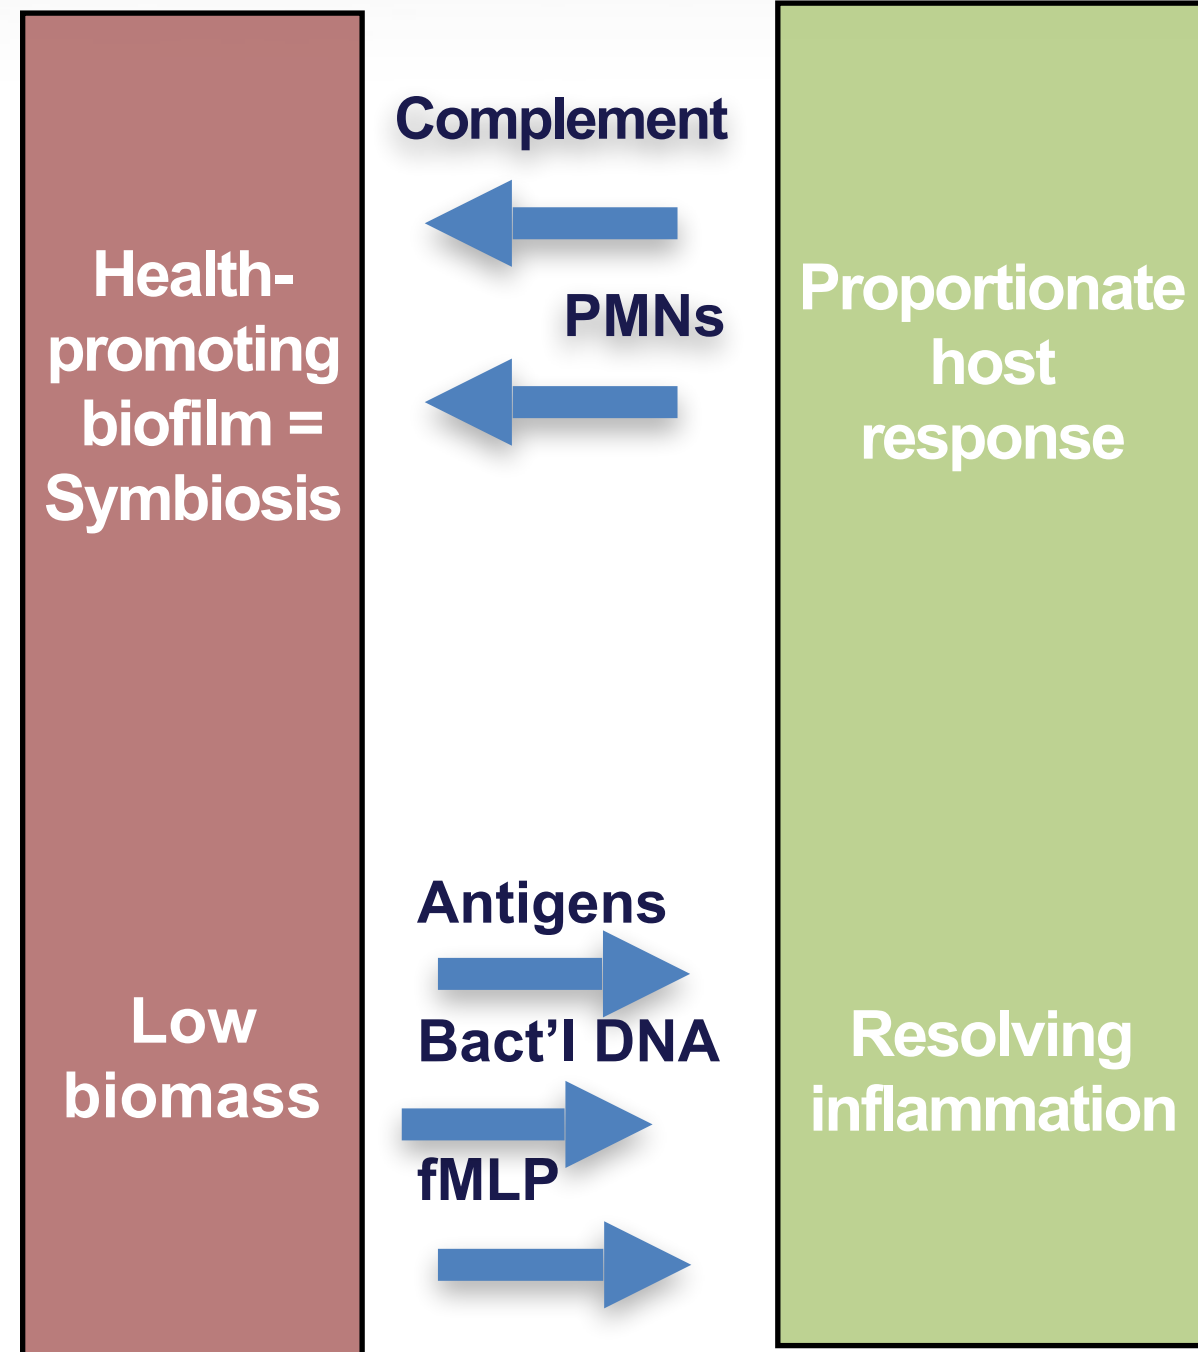 Health-
promoting
biofilm =
Symbiosis
Low
biomass
Complement
PMNs
Antigens
Bact'l DNA
fMLP
Proportionate
host
response
Resolving
inflammation